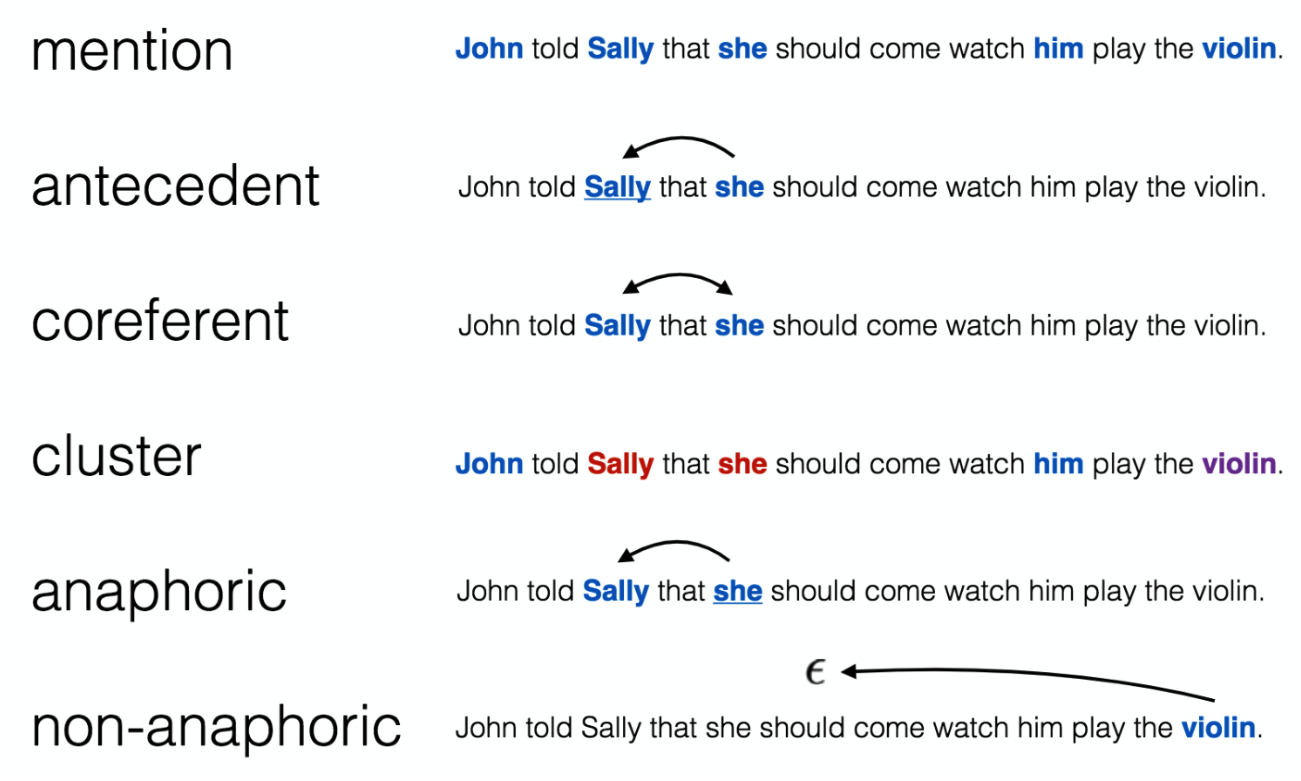 mention John told Sally that she should come watch him play the violin.
antecedent John told Sally that she should come watch him play the violin.
coreferent John told Sally that she should come watch him play the violin.
cluster John told Sally that she should come watch him play the violin.
anaphoric John told Sally that she should come watch him play the violin.
ϵ
non-anaphoric John told Sally that she should come watch him play the violin.